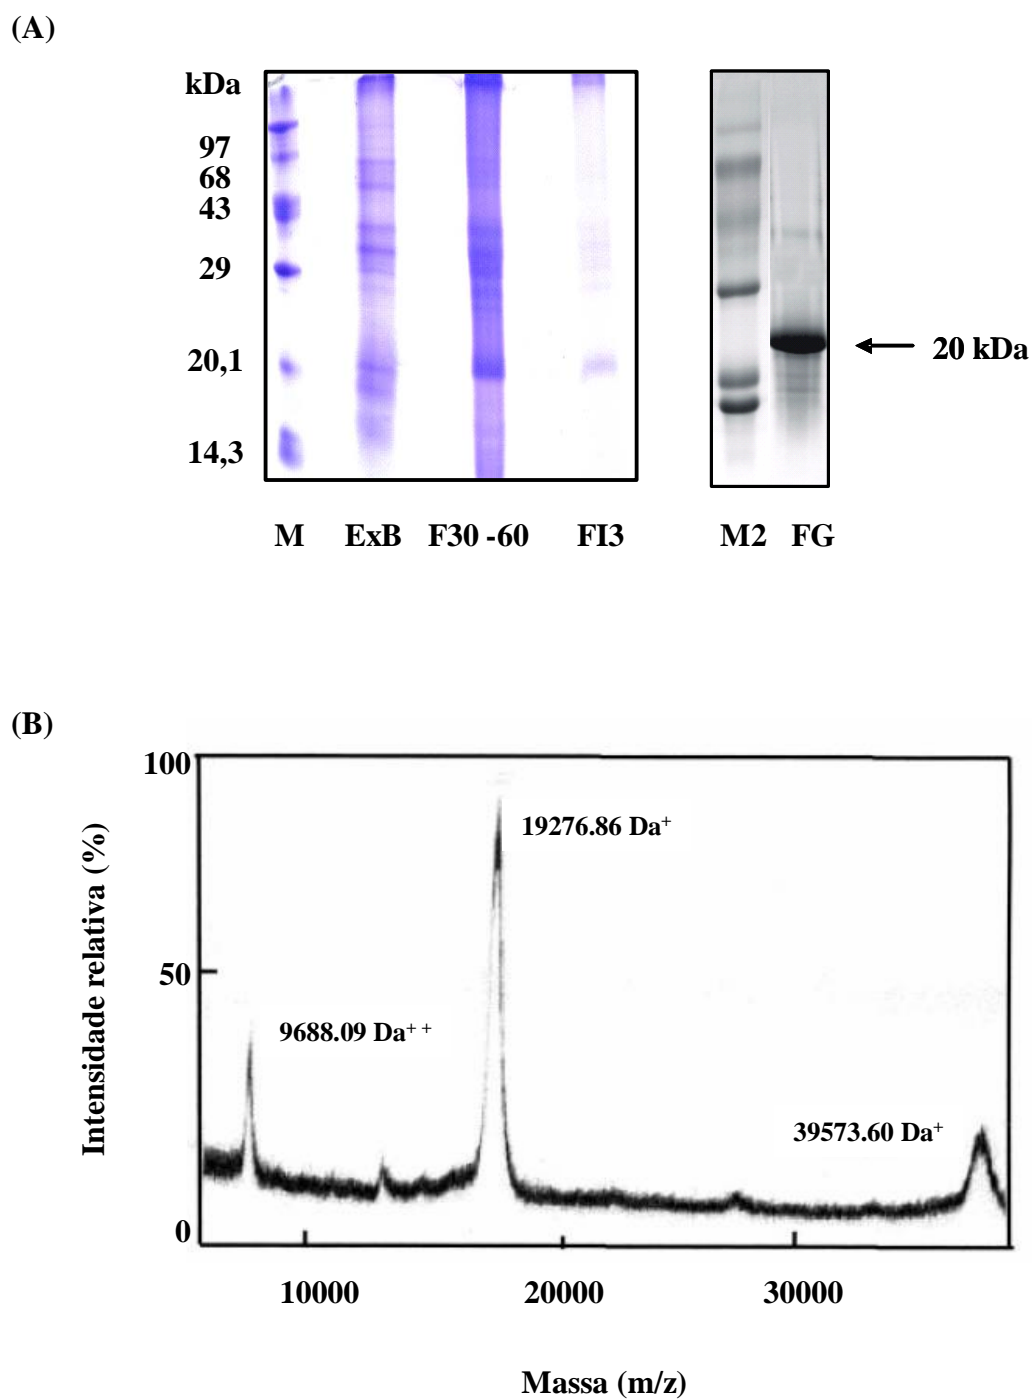 (A)
kDa
97
68
43
29
20,1
14,3
20 kDa
M ExB F30 -60 FI3 M2 FG
(B)
100
50
0
Intensidade relativa (%)
19276.86 Da⁺
9688.09 Da⁺ ⁺
39573.60 Da⁺
10000 20000 30000
Massa (m/z)